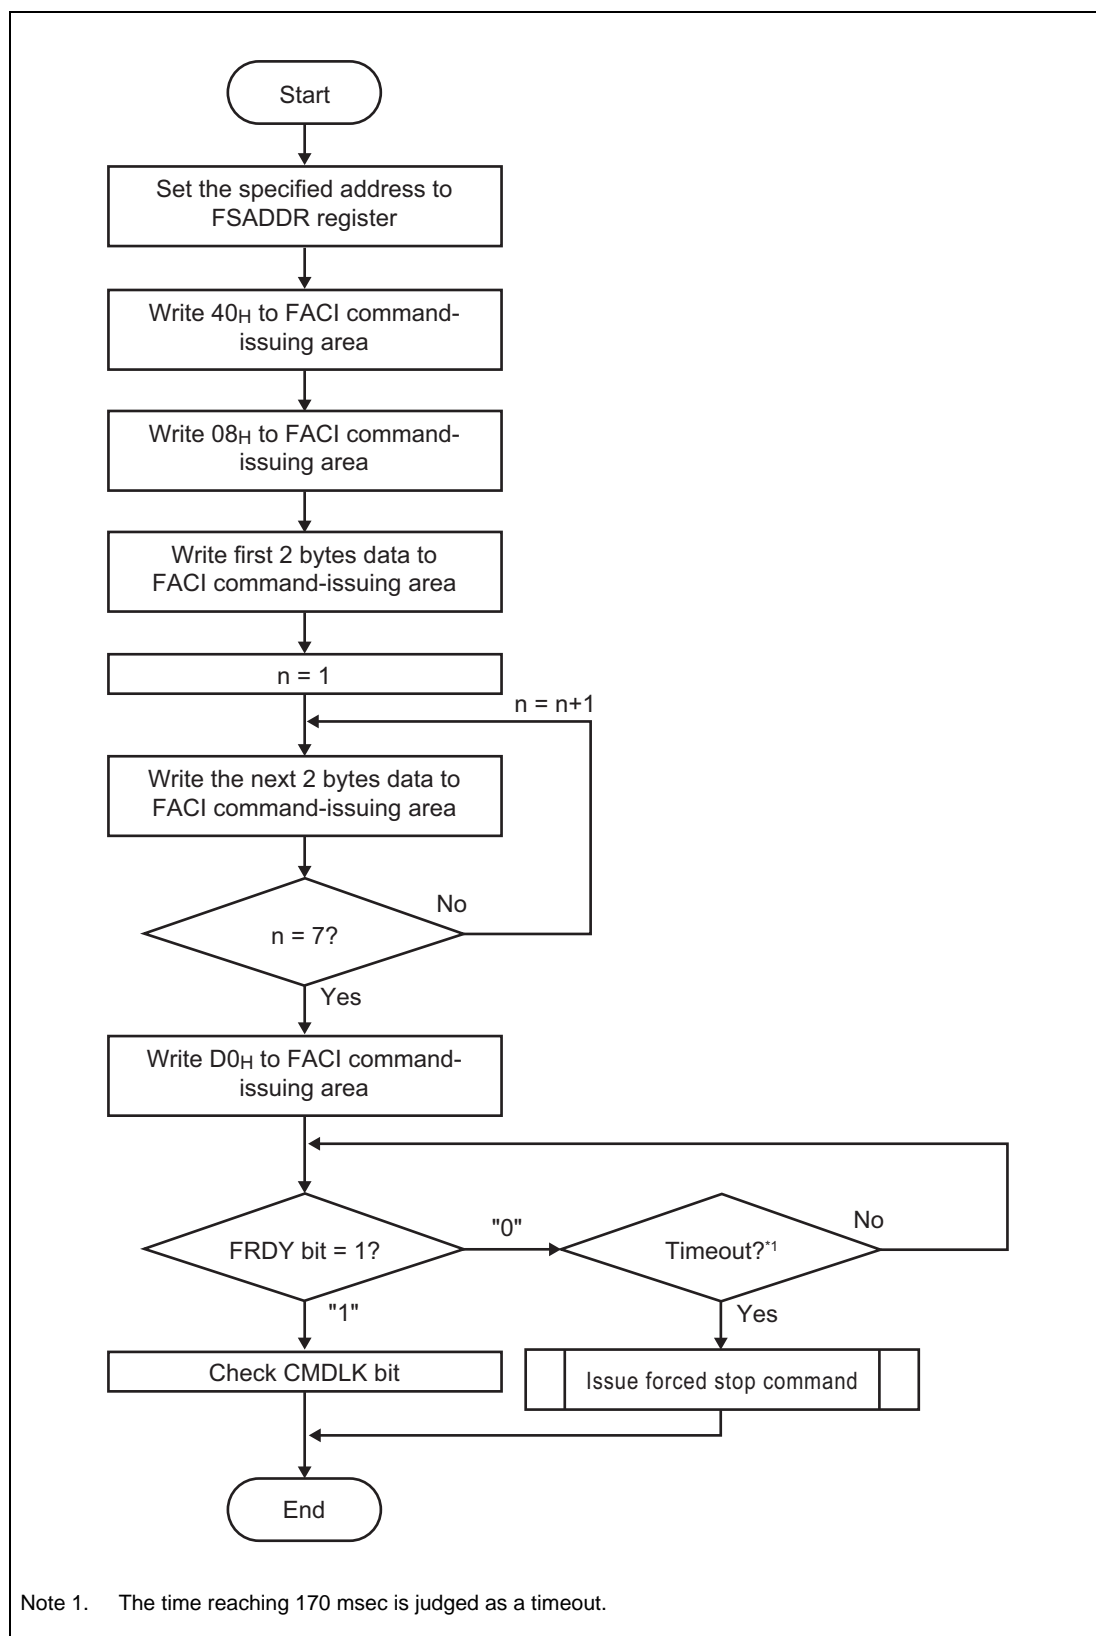 Start
Set the specified address to
FSADDR register
Write 40H to FACI command-
issuing area
Write 08H to FACI command-
issuing area
Write first 2 bytes data to
FACI command-issuing area
n = 1
n = n+1
Write the next 2 bytes data to
FACI command-issuing area
No
n = 7?
Yes
Write D0H to FACI command-
issuing area
FRDY bit = 1?
"0"
Timeout?*1
No
"1"
Yes
Check CMDLK bit
Issue forced stop command
End
Note 1. The time reaching 170 msec is judged as a timeout.